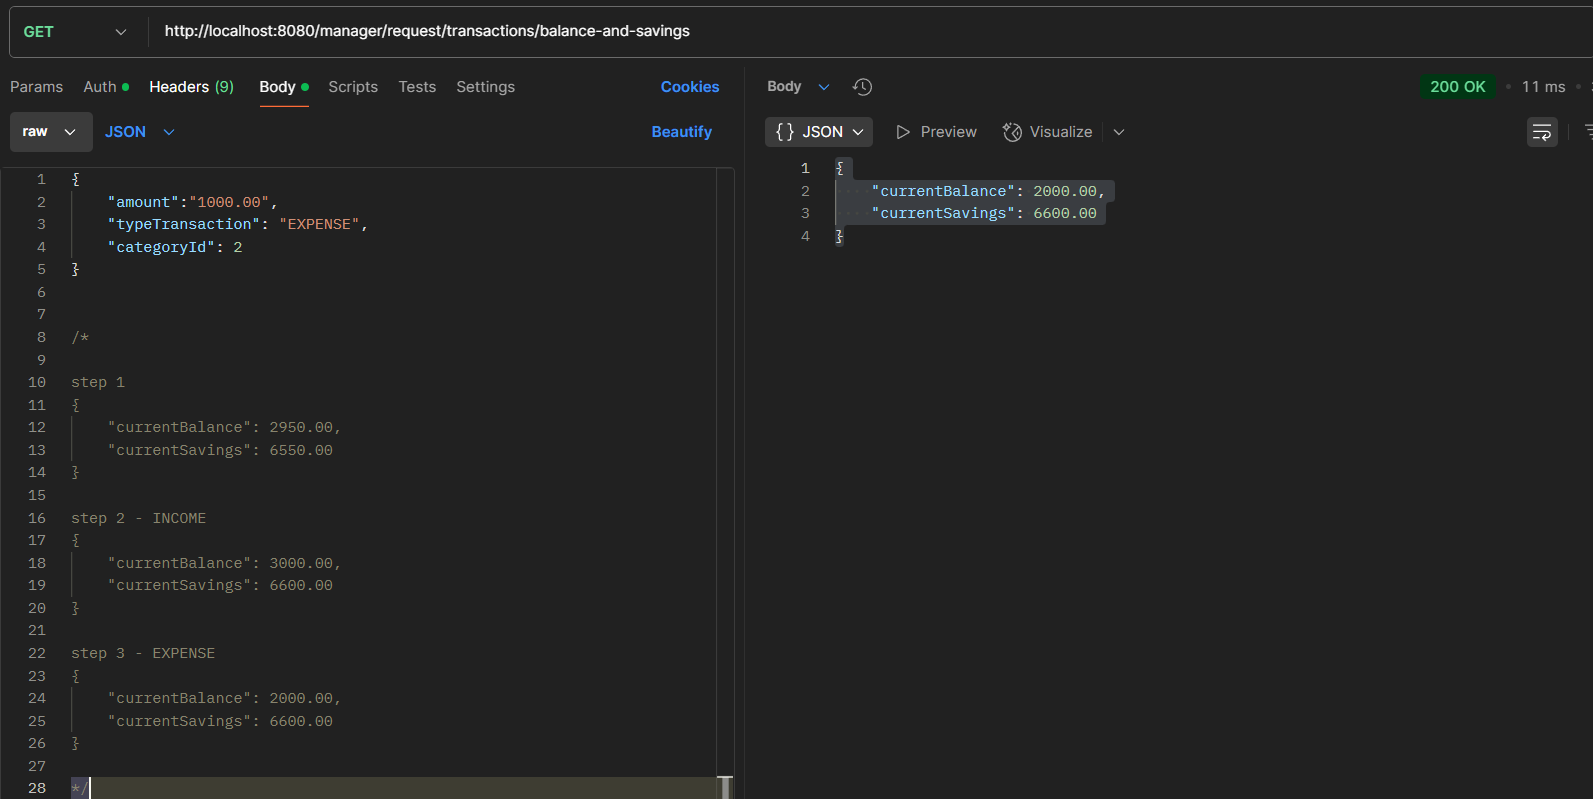 GET http://localhost:8080/manager/request/transactions/balance-and-savings
Params Auth Headers (9) Body Scripts Tests Settings Cookies
raw JSON Beautify
1 {
2 "amount":"1000.00",
3 "typeTransaction": "EXPENSE",
4 "categoryId": 2
5 }
6
7
8 /*
9
10 step 1
11 {
12 "currentBalance": 2950.00,
13 "currentSavings": 6550.00
14 }
15
16 step 2 - INCOME
17 {
18 "currentBalance": 3000.00,
19 "currentSavings": 6600.00
20 }
21
22 step 3 - EXPENSE
23 {
24 "currentBalance": 2000.00,
25 "currentSavings": 6600.00
26 }
27
28 */
Body 200 OK • 11 ms •
{} JSON Preview Visualize
1 {
2 "currentBalance": 2000.00,
3 "currentSavings": 6600.00
4 }